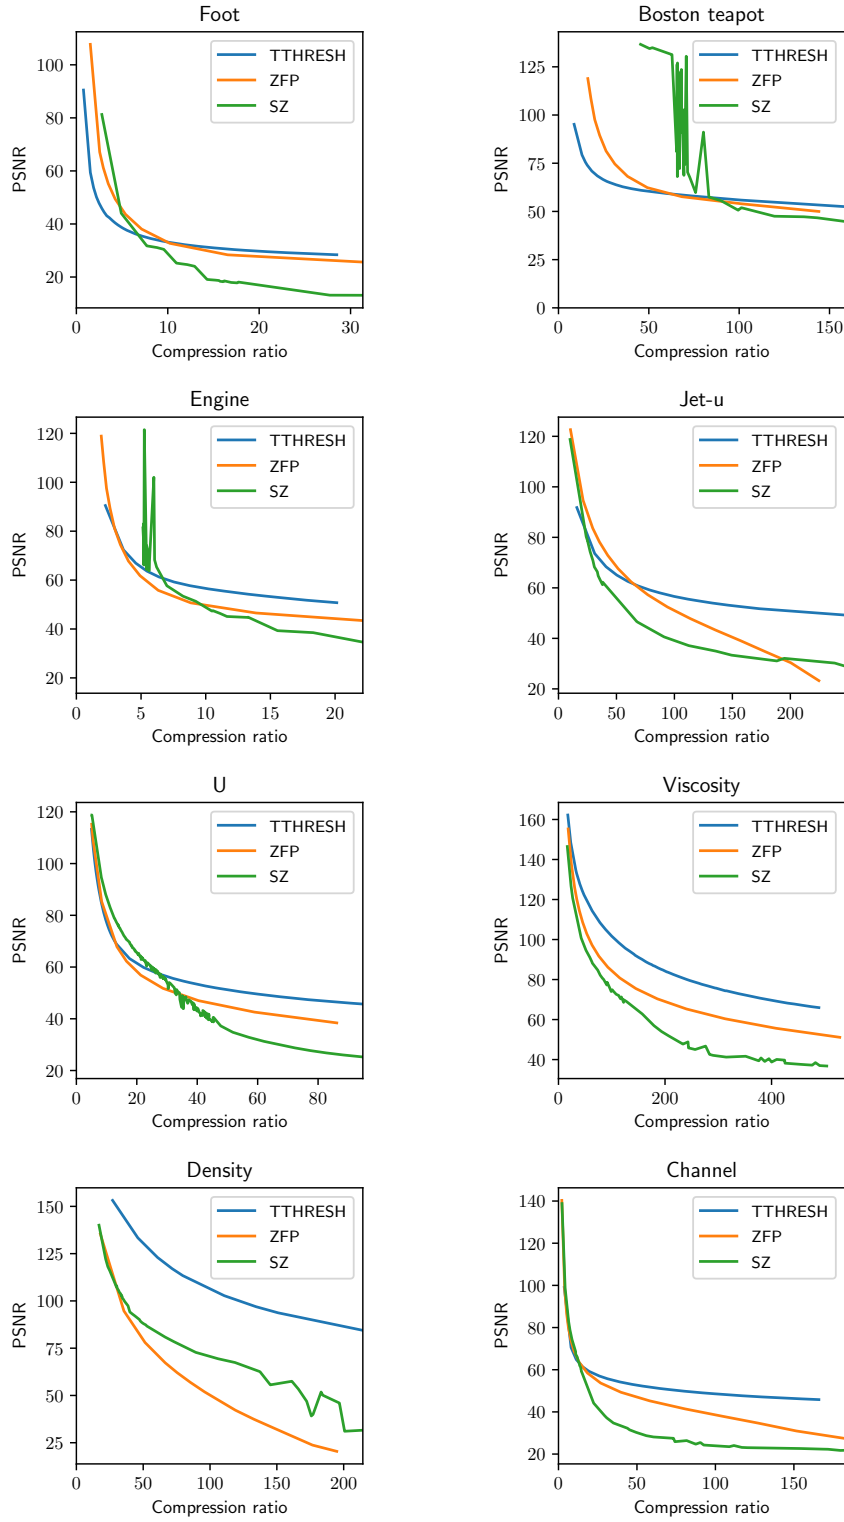 Foot
PSNR
100
80
60
40
20
0 10 20 30
Compression ratio
TTHRESH
ZFP
SZ
Boston teapot
PSNR
125
100
75
50
25
0
0 50 100 150
Compression ratio
TTHRESH
ZFP
SZ
Engine
PSNR
120
100
80
60
40
20
0 5 10 15 20
Compression ratio
TTHRESH
ZFP
SZ
Jet-u
PSNR
120
100
80
60
40
20
0 50 100 150 200
Compression ratio
TTHRESH
ZFP
SZ
U
PSNR
120
100
80
60
40
20
0 20 40 60 80
Compression ratio
TTHRESH
ZFP
SZ
Viscosity
PSNR
160
140
120
100
80
60
40
0 200 400
Compression ratio
TTHRESH
ZFP
SZ
Density
PSNR
150
125
100
75
50
25
0 50 100 150 200
Compression ratio
TTHRESH
ZFP
SZ
Channel
PSNR
140
120
100
80
60
40
20
0 50 100 150
Compression ratio
TTHRESH
ZFP
SZ